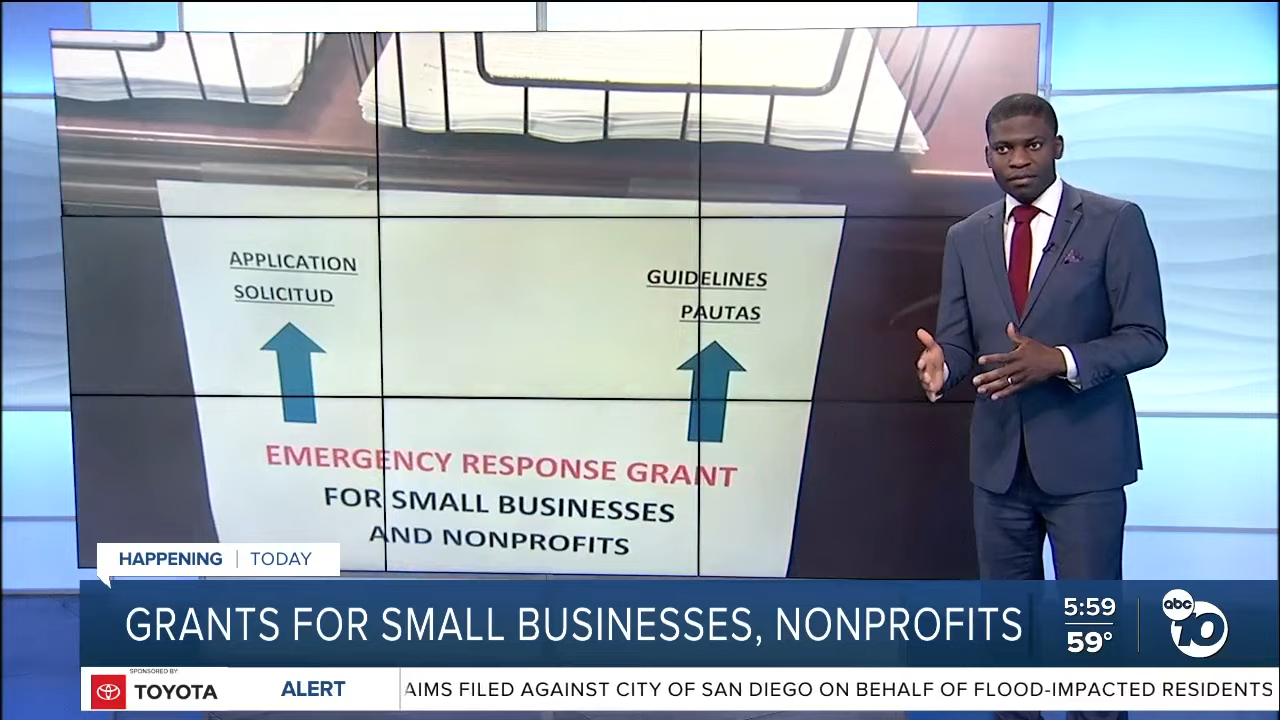 APPLICATION
SOLICITUD
GUIDELINES
PAUTAS
EMERGENCY RESPONSE GRANT
FOR SMALL BUSINESSES
AND NONPROFITS
HAPPENING | TODAY
GRANTS FOR SMALL BUSINESSES, NONPROFITS
5:59
59°
abc
10
SPONSORED BY
TOYOTA
ALERT
AIMS FILED AGAINST CITY OF SAN DIEGO ON BEHALF OF FLOOD-IMPACTED RESIDENTS